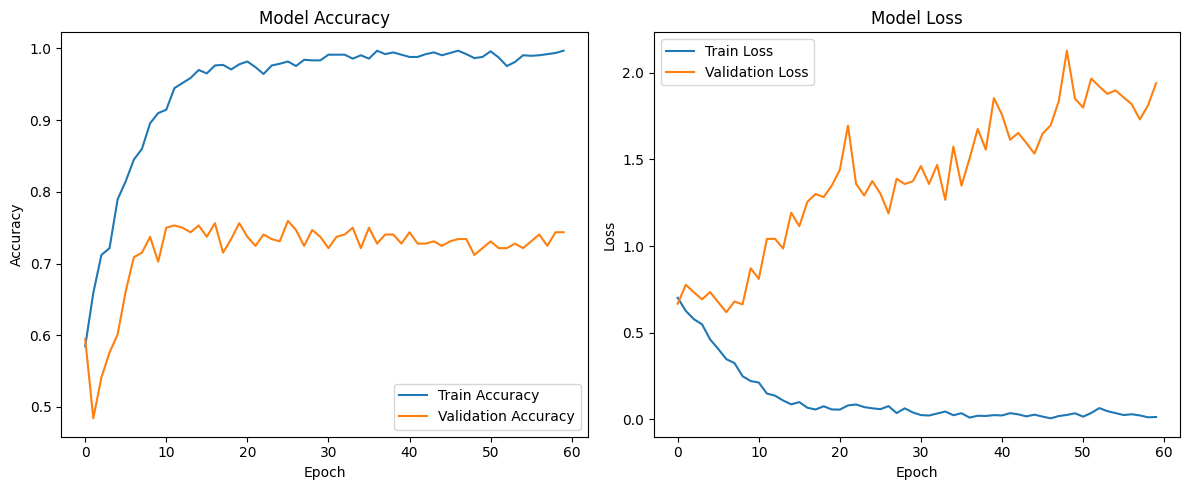 Model Accuracy
1.0
0.9
0.8
0.7
0.6
0.5
Accuracy
0 10 20 30 40 50 60
Epoch
Train Accuracy
Validation Accuracy
Model Loss
2.0
1.5
1.0
0.5
0.0
Loss
0 10 20 30 40 50 60
Epoch
Train Loss
Validation Loss